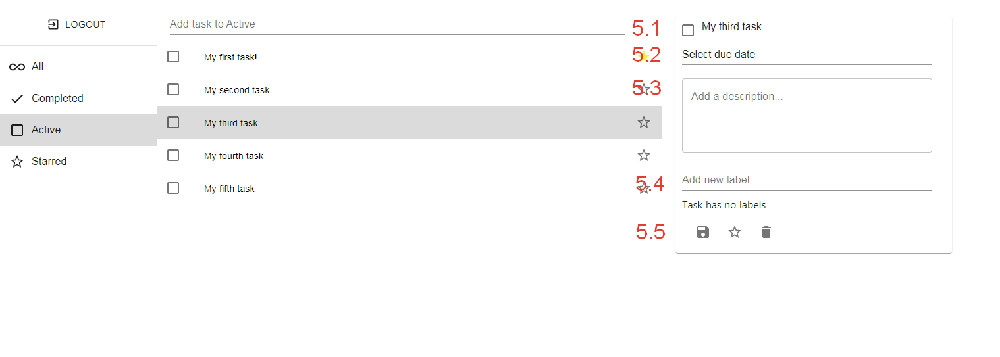 LOGOUT
All
Completed
Active
Starred
Add task to Active
My first task!
My second task
My third task
My fourth task
My fifth task
5.1
5.2
5.3
5.4
5.5
My third task
Select due date
Add a description...
Add new label
Task has no labels